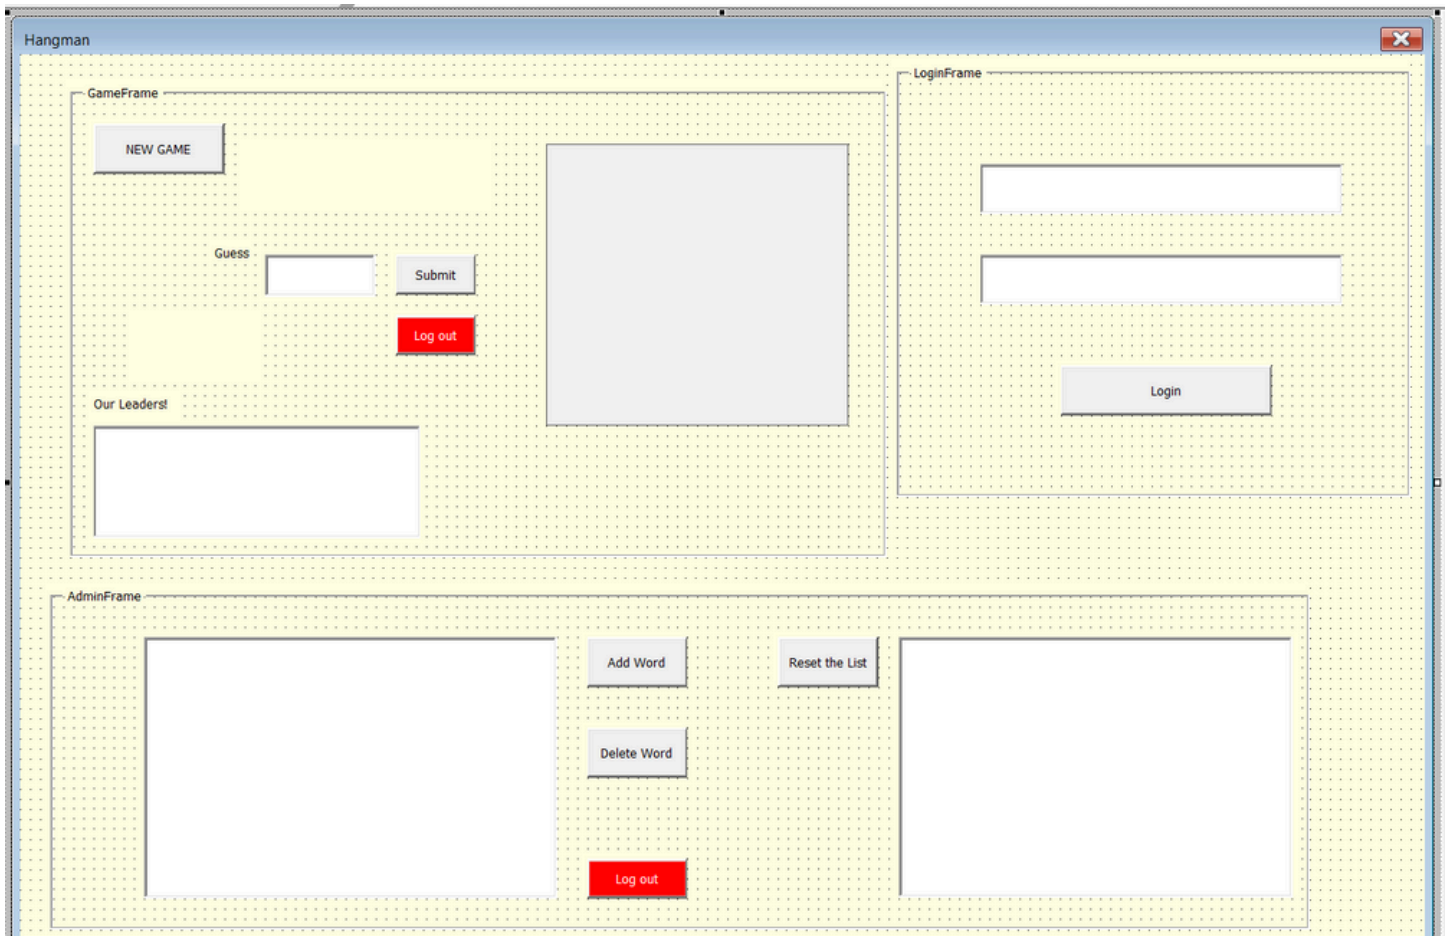 Hangman
GameFrame
NEW GAME
Guess
Submit
Log out
Our Leaders!
LoginFrame
Login
AdminFrame
Add Word
Reset the List
Delete Word
Log out